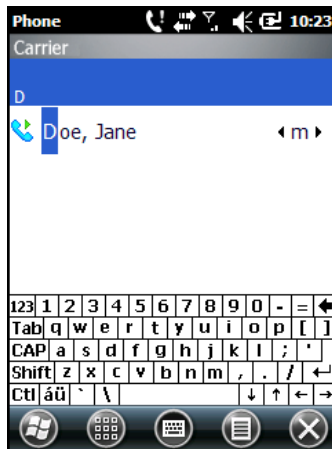 Phone 10:23
Carrier
D
Doe, Jane m
123 1 2 3 4 5 6 7 8 9 0 - = ←
Tab q w e r t y u i o p [ ]
CAP a s d f g h j k l ; '
Shift z x c v b n m , . / ↵
Ctl áü ` \ ↓ ↑ ← →